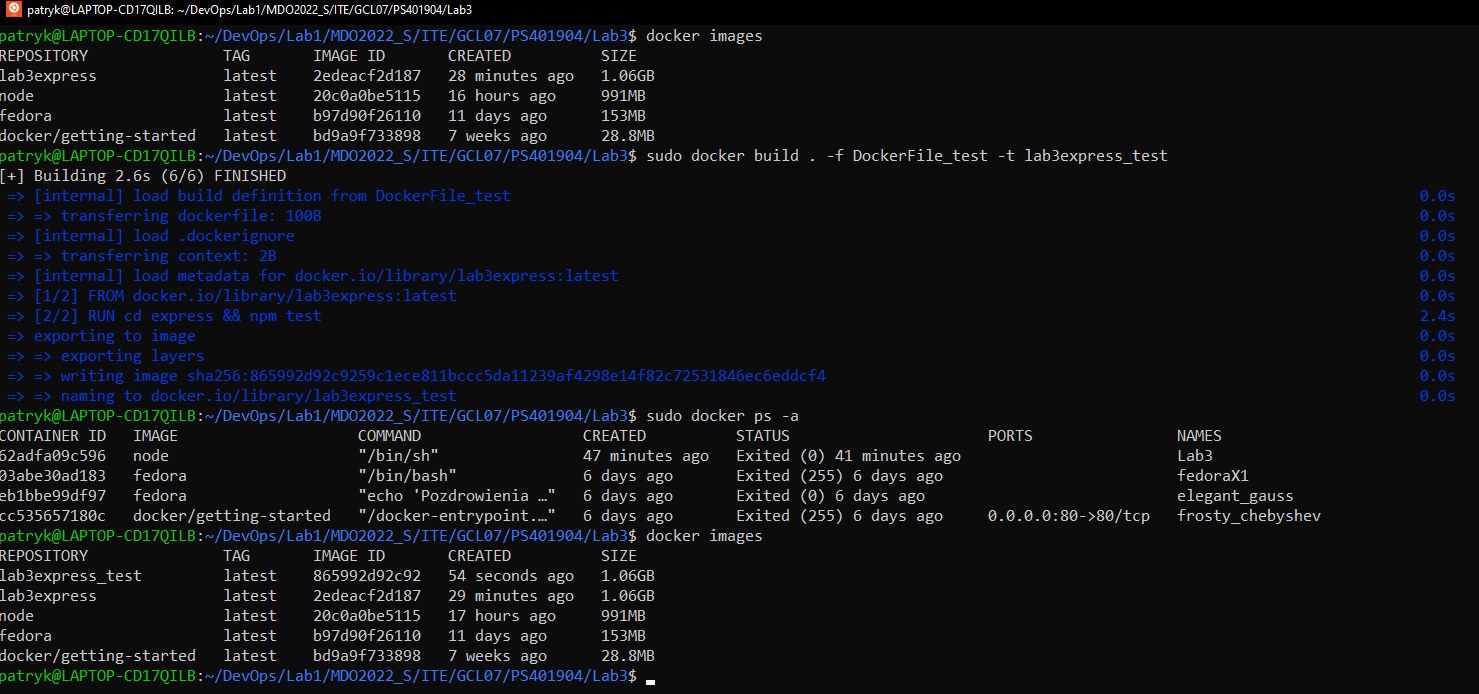 patryk@LAPTOP-CD17QILB: ~/DevOps/Lab1/MDO2022_S/ITE/GCL07/PS401904/Lab3
patryk@LAPTOP-CD17QILB:~/DevOps/Lab1/MDO2022_S/ITE/GCL07/PS401904/Lab3$ docker images
REPOSITORY TAG IMAGE ID CREATED SIZE
lab3express latest 2edeacf2d187 28 minutes ago 1.06GB
node latest 20c0a0be5115 16 hours ago 991MB
fedora latest b97d90f26110 11 days ago 153MB
docker/getting-started latest bd9a9f733898 7 weeks ago 28.8MB
patryk@LAPTOP-CD17QILB:~/DevOps/Lab1/MDO2022_S/ITE/GCL07/PS401904/Lab3$ sudo docker build . -f DockerFile_test -t lab3express_test
[+] Building 2.6s (6/6) FINISHED
=> [internal] load build definition from DockerFile_test 0.0s
=> => transferring dockerfile: 100B 0.0s
=> [internal] load .dockerignore 0.0s
=> => transferring context: 2B 0.0s
=> [internal] load metadata for docker.io/library/lab3express:latest 0.0s
=> [1/2] FROM docker.io/library/lab3express:latest 0.0s
=> [2/2] RUN cd express && npm test 2.4s
=> exporting to image 0.0s
=> => exporting layers 0.0s
=> => writing image sha256:865992d92c9259c1ece811bccc5da11239af4298e14f82c72531846ec6eddcf4 0.0s
=> => naming to docker.io/library/lab3express_test 0.0s
patryk@LAPTOP-CD17QILB:~/DevOps/Lab1/MDO2022_S/ITE/GCL07/PS401904/Lab3$ sudo docker ps -a
CONTAINER ID IMAGE COMMAND CREATED STATUS PORTS NAMES
62adfa09c596 node "/bin/sh" 47 minutes ago Exited (0) 41 minutes ago Lab3
03abe30ad183 fedora "/bin/bash" 6 days ago Exited (255) 6 days ago fedoraX1
eb1bbe99df97 fedora "echo 'Pozdrowienia …" 6 days ago Exited (0) 6 days ago elegant_gauss
cc535657180c docker/getting-started "/docker-entrypoint.…" 6 days ago Exited (255) 6 days ago 0.0.0.0:80->80/tcp frosty_chebyshev
patryk@LAPTOP-CD17QILB:~/DevOps/Lab1/MDO2022_S/ITE/GCL07/PS401904/Lab3$ docker images
REPOSITORY TAG IMAGE ID CREATED SIZE
lab3express_test latest 865992d92c92 54 seconds ago 1.06GB
lab3express latest 2edeacf2d187 29 minutes ago 1.06GB
node latest 20c0a0be5115 17 hours ago 991MB
fedora latest b97d90f26110 11 days ago 153MB
docker/getting-started latest bd9a9f733898 7 weeks ago 28.8MB
patryk@LAPTOP-CD17QILB:~/DevOps/Lab1/MDO2022_S/ITE/GCL07/PS401904/Lab3$